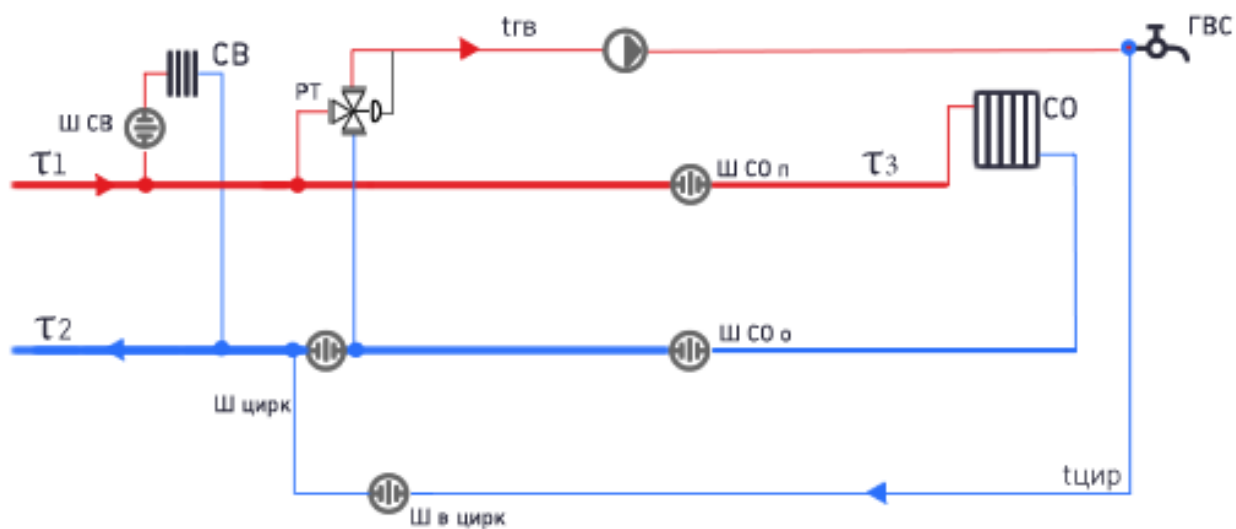 tгв
ГВС
СВ
РТ
Ш СВ
СО
τ1
Ш СО п
τ3
τ2
Ш СО о
Ш цирк
tцир
Ш в цирк